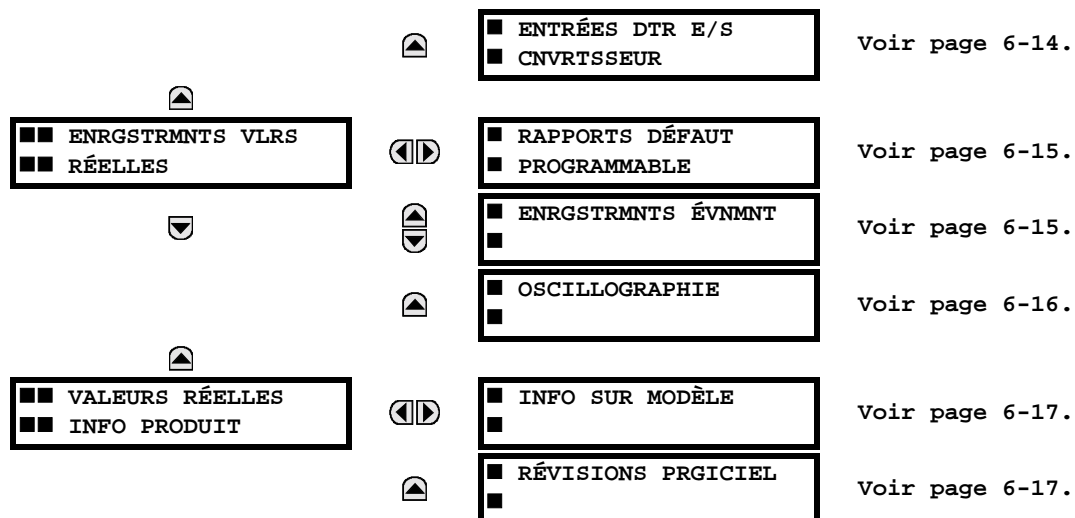 ■ ENTRÉES DTR E/S
■ CNVRTSSEUR
Voir page 6-14.
■■ ENRGSTRMNTS VLRS
■■ RÉELLES
■ RAPPORTS DÉFAUT
■ PROGRAMMABLE
Voir page 6-15.
■ ENRGSTRMNTS ÉVNMNT
■
Voir page 6-15.
■ OSCILLOGRAPHIE
■
Voir page 6-16.
■■ VALEURS RÉELLES
■■ INFO PRODUIT
■ INFO SUR MODÈLE
■
Voir page 6-17.
■ RÉVISIONS PRGICIEL
■
Voir page 6-17.